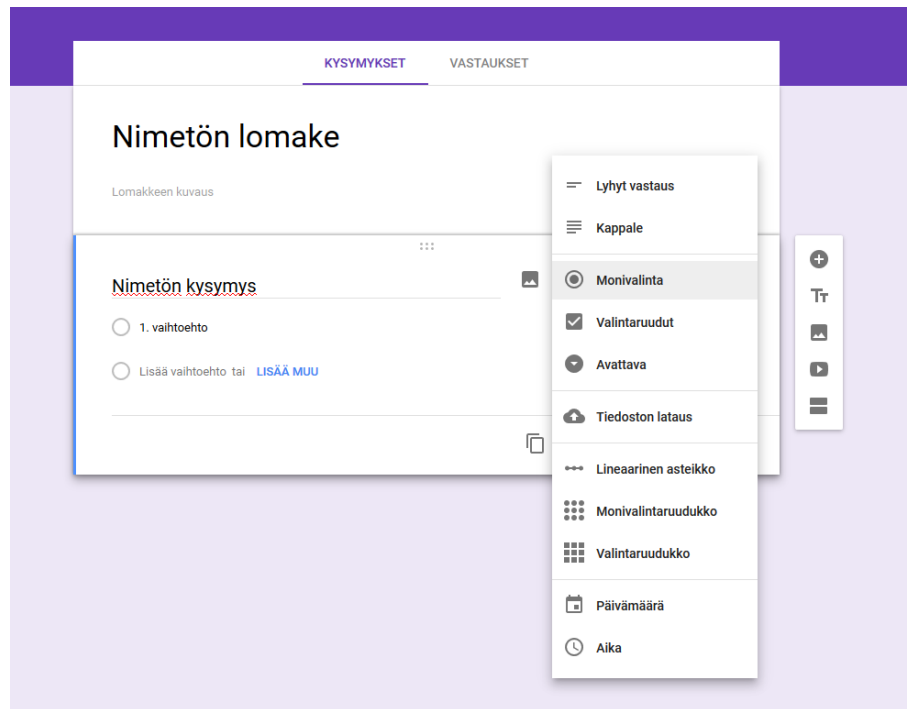 KYSYMYKSET VASTAUKSET
Nimetön lomake
Lomakkeen kuvaus
Nimetön kysymys
1. vaihtoehto
Lisää vaihtoehto tai LISÄÄ MUU
Lyhyt vastaus
Kappale
Monivalinta
Valintaruudut
Avattava
Tiedoston lataus
Lineaarinen asteikko
Monivalintaruudukko
Valintaruudukko
Päivämäärä
Aika
Tт